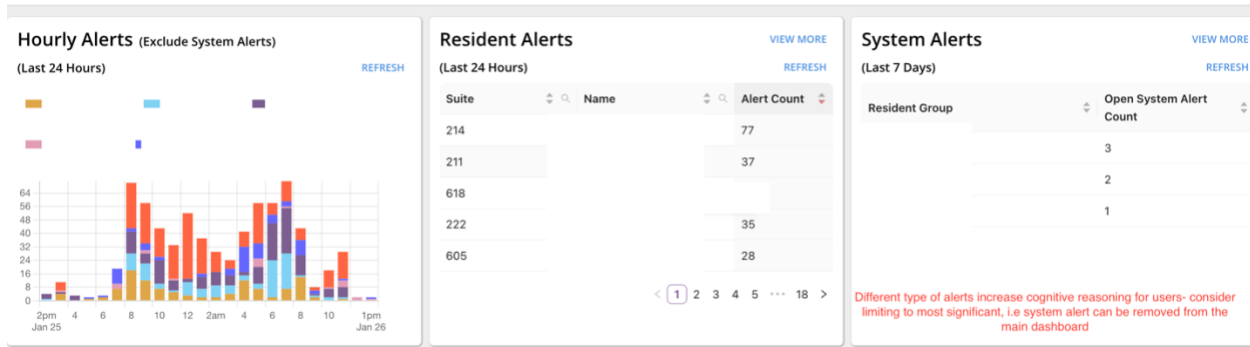 Hourly Alerts (Exclude System Alerts)
(Last 24 Hours)
REFRESH
64
56
48
40
32
24
16
8
0
2pm 4 6 8 10 12 2am 4 6 8 10 1pm
Jan 25 Jan 26
Resident Alerts
VIEW MORE
(Last 24 Hours)
REFRESH
Suite Name Alert Count
214 77
211 37
618
222 35
605 28
< 1 2 3 4 5 ··· 18 >
System Alerts
VIEW MORE
(Last 7 Days)
REFRESH
Resident Group Open System Alert
Count
3
2
1
Different type of alerts increase cognitive reasoning for users- consider
limiting to most significant, i.e system alert can be removed from the
main dashboard